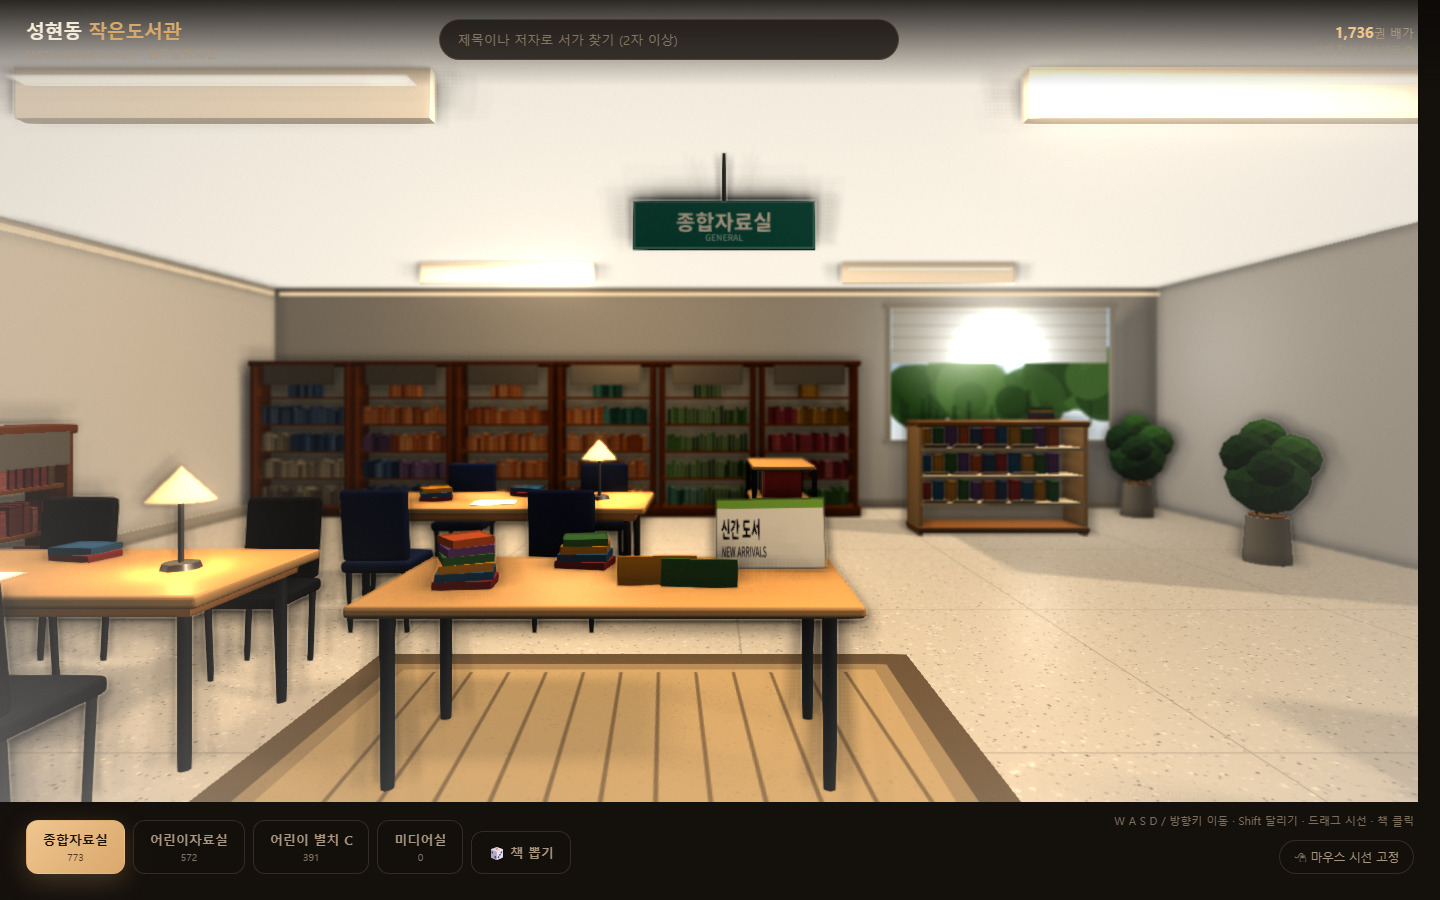 성현동 작은도서관
제목이나 저자로 서가 찾기 (2자 이상)
1,736권 배가
종합자료실
GENERAL
신간 도서
NEW ARRIVALS
종합자료실
773
어린이자료실
572
어린이 별치 C
391
미디어실
0
책 뽑기
W A S D / 방향키 이동 · Shift 달리기 · 드래그 시선 · 책 클릭
마우스 시선 고정